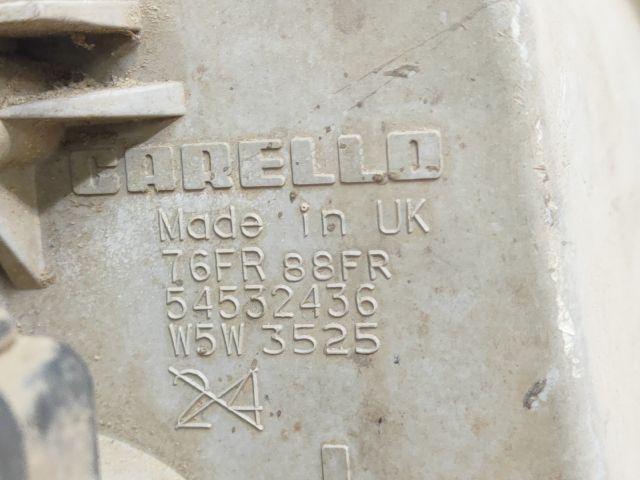 CARELLO
Made in UK
76FR 88FR
54532436
W5W 3525
24